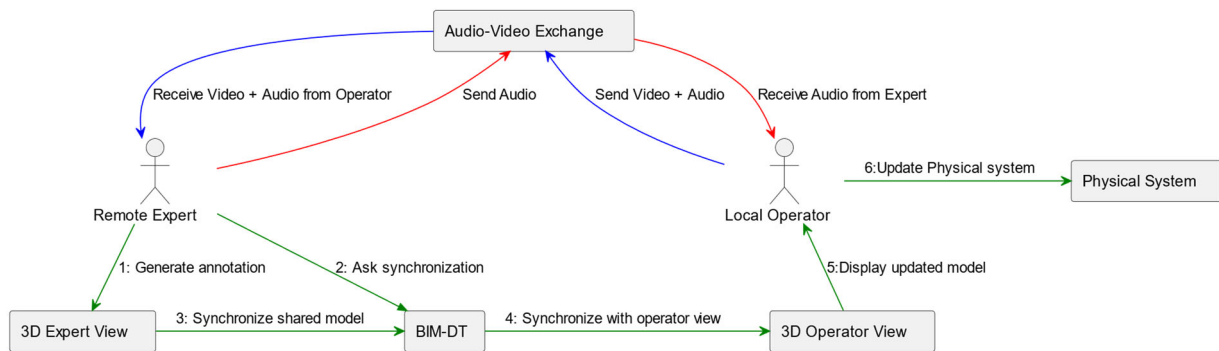 Audio-Video Exchange
Receive Video + Audio from Operator
Send Audio
Send Video + Audio
Receive Audio from Expert
6:Update Physical system
Physical System
Remote Expert
Local Operator
1: Generate annotation
2: Ask synchronization
5:Display updated model
3D Expert View
3: Synchronize shared model
BIM-DT
4: Synchronize with operator view
3D Operator View